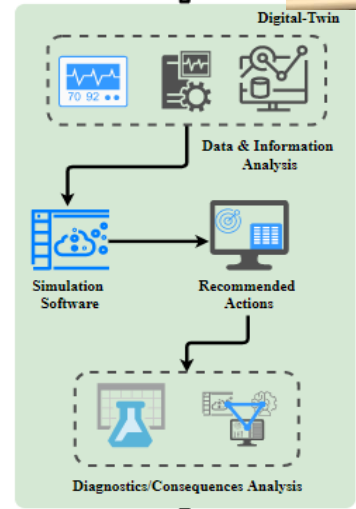 Digital-Twin
70 92
Data & Information
Analysis
Simulation
Software
Recommended
Actions
Diagnostics/Consequences Analysis